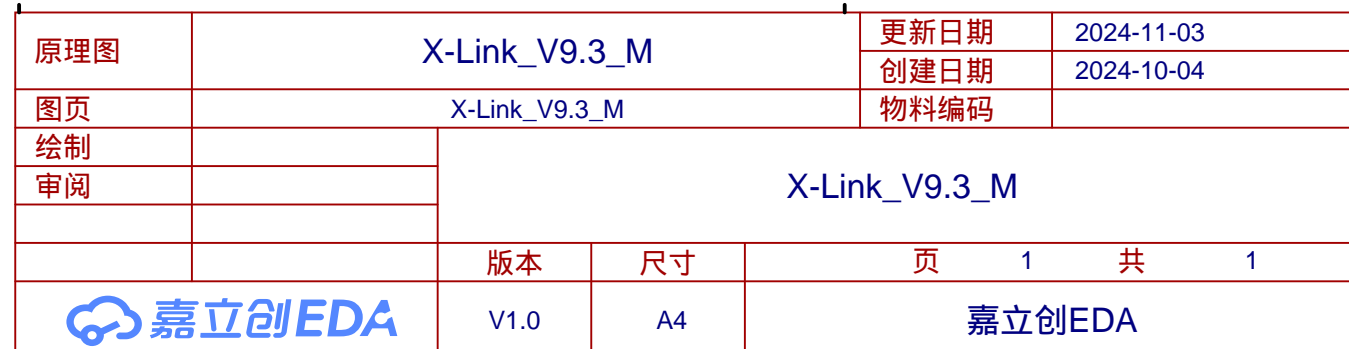 原理图 X-Link_V9.3_M 更新日期 2024-11-03
创建日期 2024-10-04
图页 X-Link_V9.3_M 物料编码
绘制
审阅 X-Link_V9.3_M
版本 尺寸 页 1 共 1
嘉立创EDA V1.0 A4 嘉立创EDA